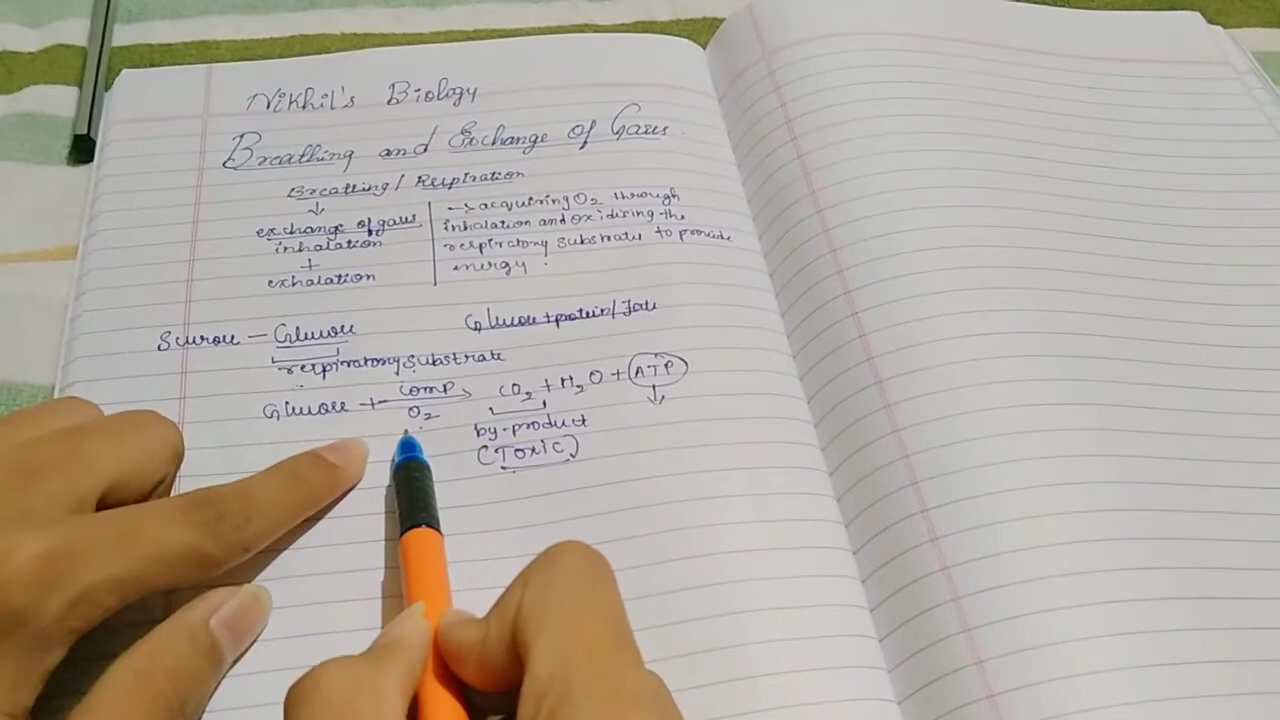 Nikhil's Biology
Breathing and Exchange of Gases
Breathing / Respiration
↓
exchange of gases
inhalation
+
exhalation
→ acquiring O2 through
inhalation and oxidising the
respiratory substrate to provide
energy.
Source - Glucose
Glucose + protein / Fats
respiratory substrate
Glucose + comp → CO2 + H2O + ATP
O2
by-product
(Toxic)